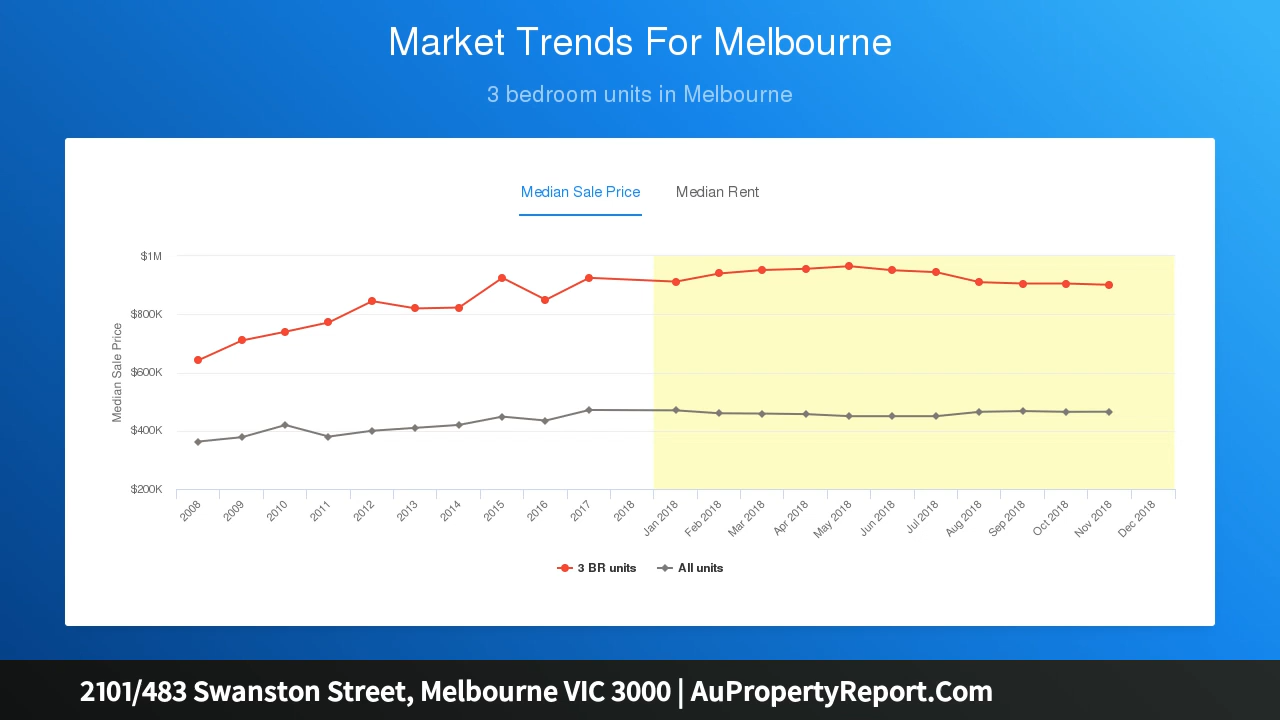 Market Trends For Melbourne
3 bedroom units in Melbourne
Median Sale Price
Median Rent
Median Sale Price
$1M
$800K
$600K
$400K
$200K
2008
2009
2010
2011
2012
2013
2014
2015
2016
2017
2018
Jan 2018
Feb 2018
Mar 2018
Apr 2018
May 2018
Jun 2018
Jul 2018
Aug 2018
Sep 2018
Oct 2018
Nov 2018
Dec 2018
3 BR units
All units
2101/483 Swanston Street, Melbourne VIC 3000 | AuPropertyReport.Com